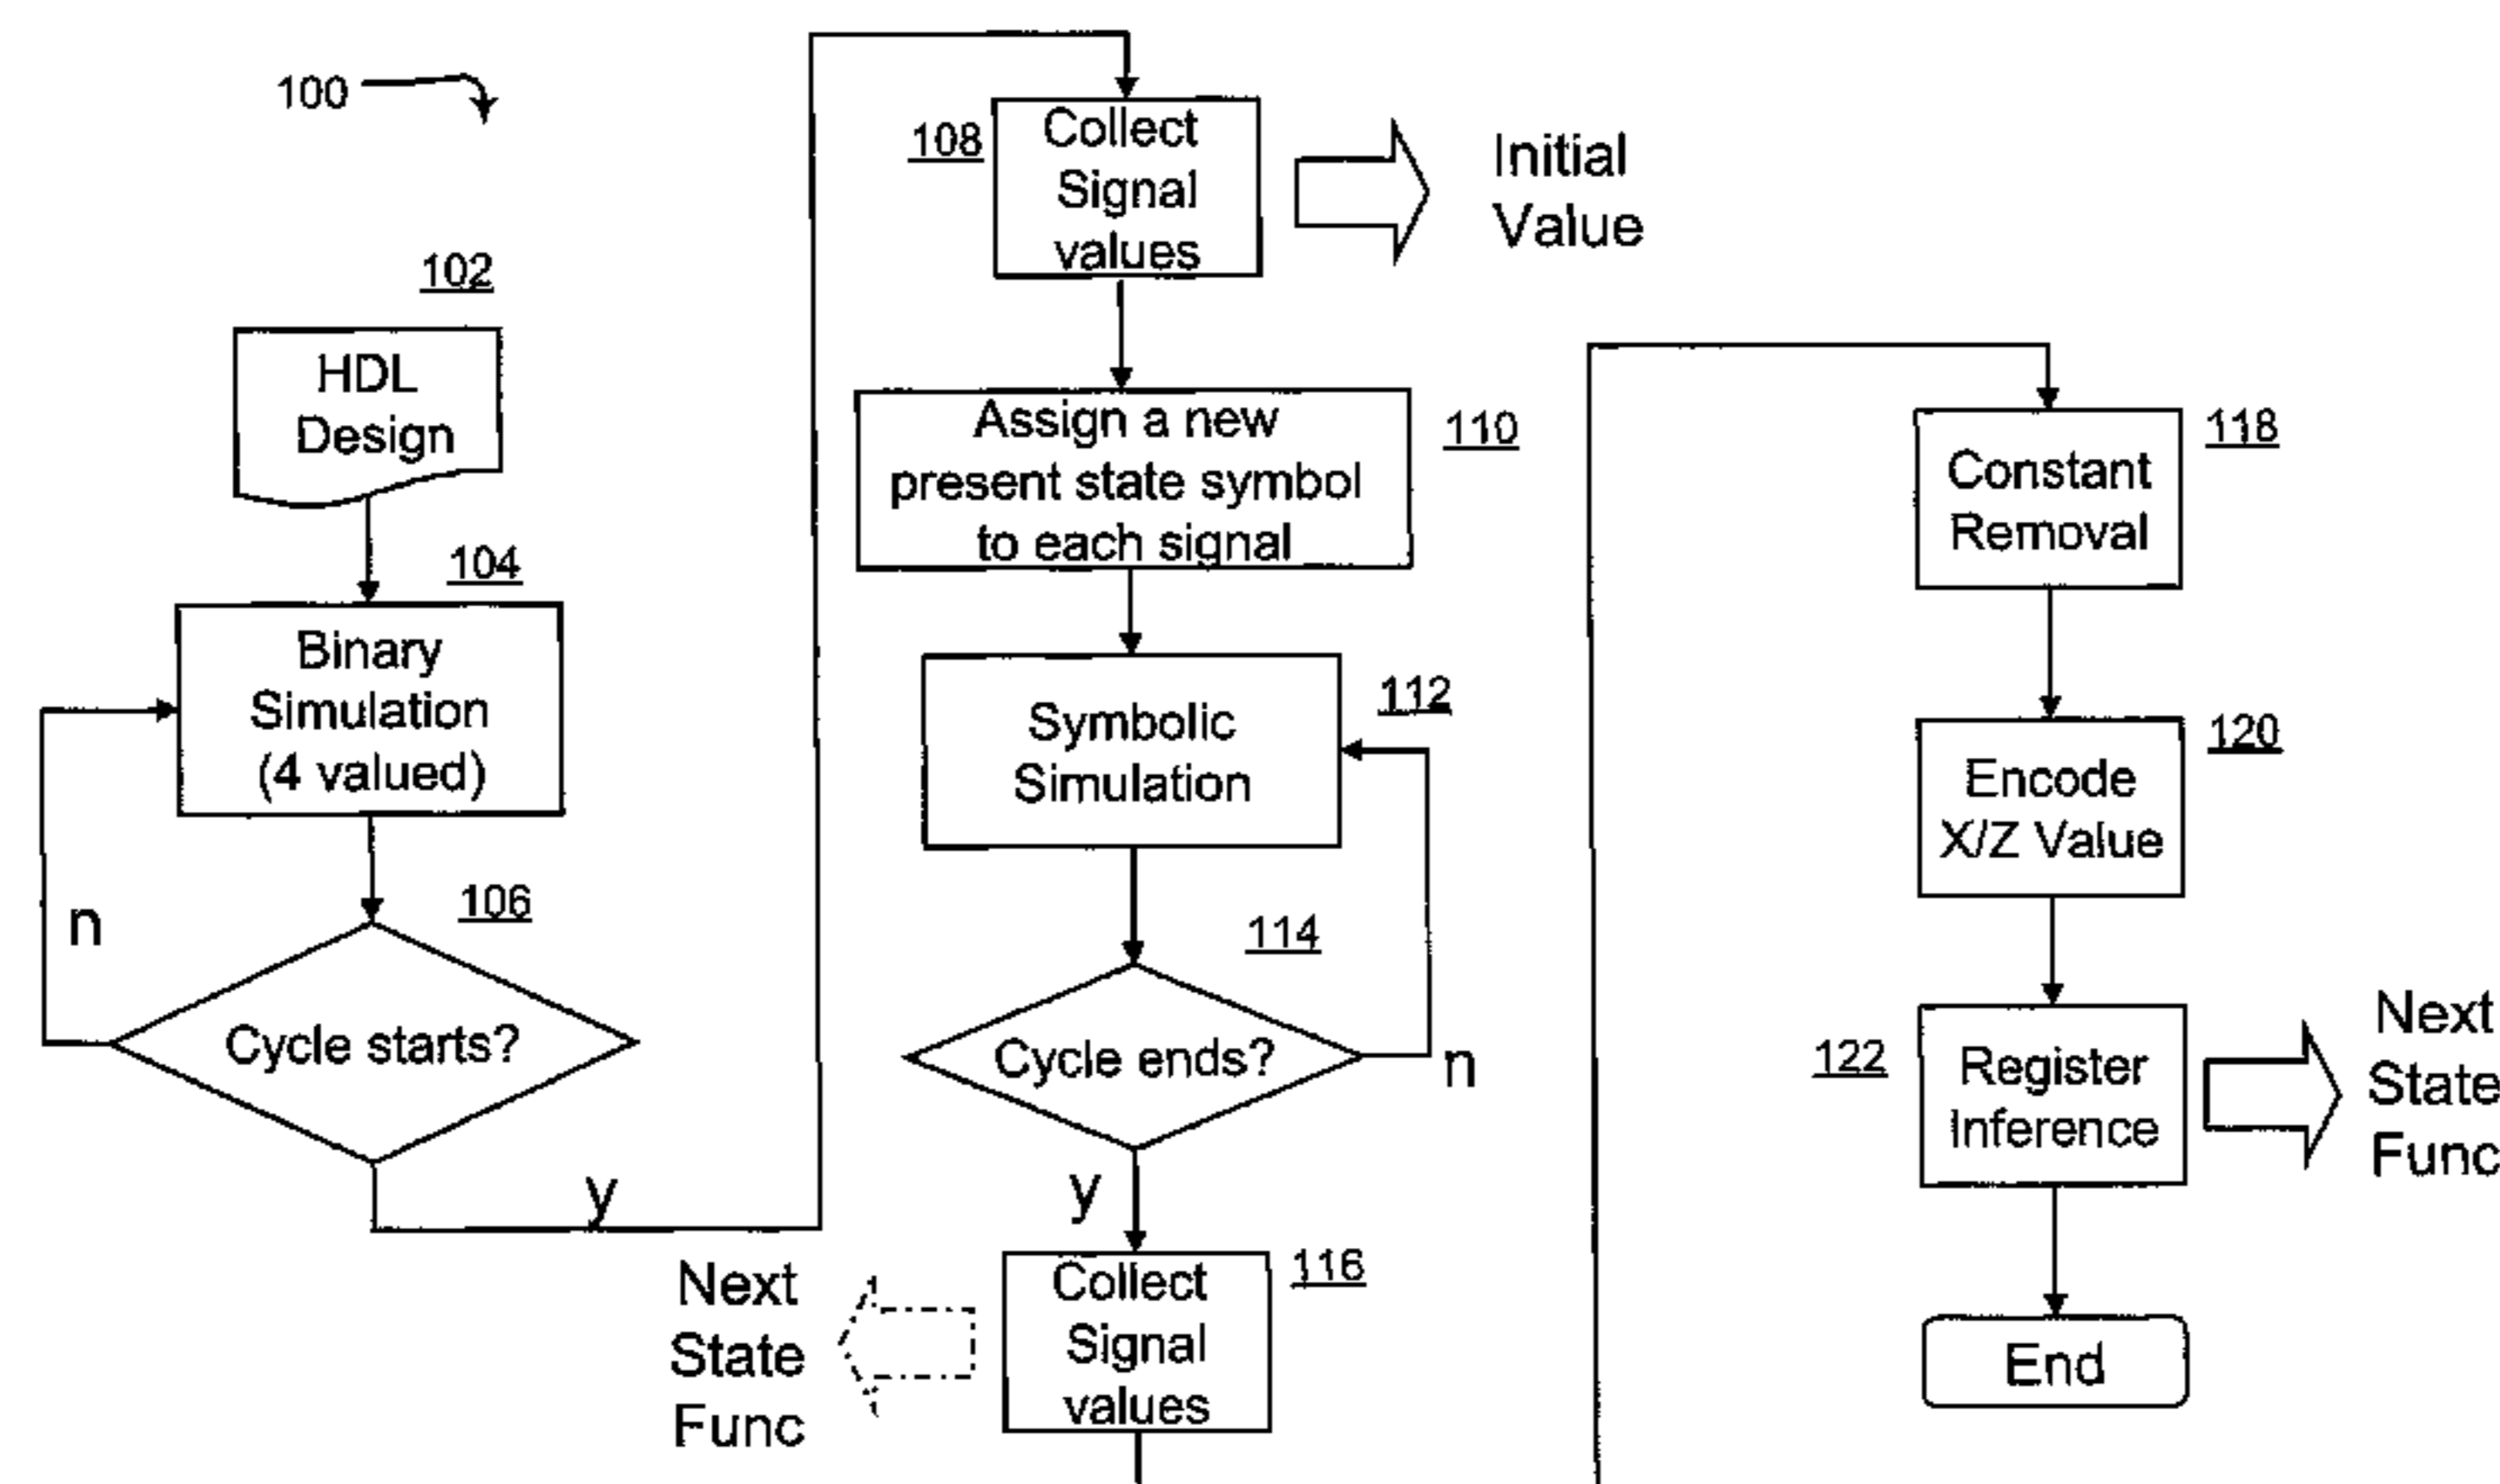 100
102
HDL
Design
104
Binary
Simulation
(4 valued)
106
n
Cycle starts?
y
108
Collect
Signal
values
Initial
Value
Assign a new
present state symbol
to each signal
110
Symbolic
Simulation
112
114
Cycle ends?
n
y
Collect
Signal
values
116
Next
State
Func
Constant
Removal
118
Encode
X/Z Value
120
122
Register
Inference
Next
State
Func
End